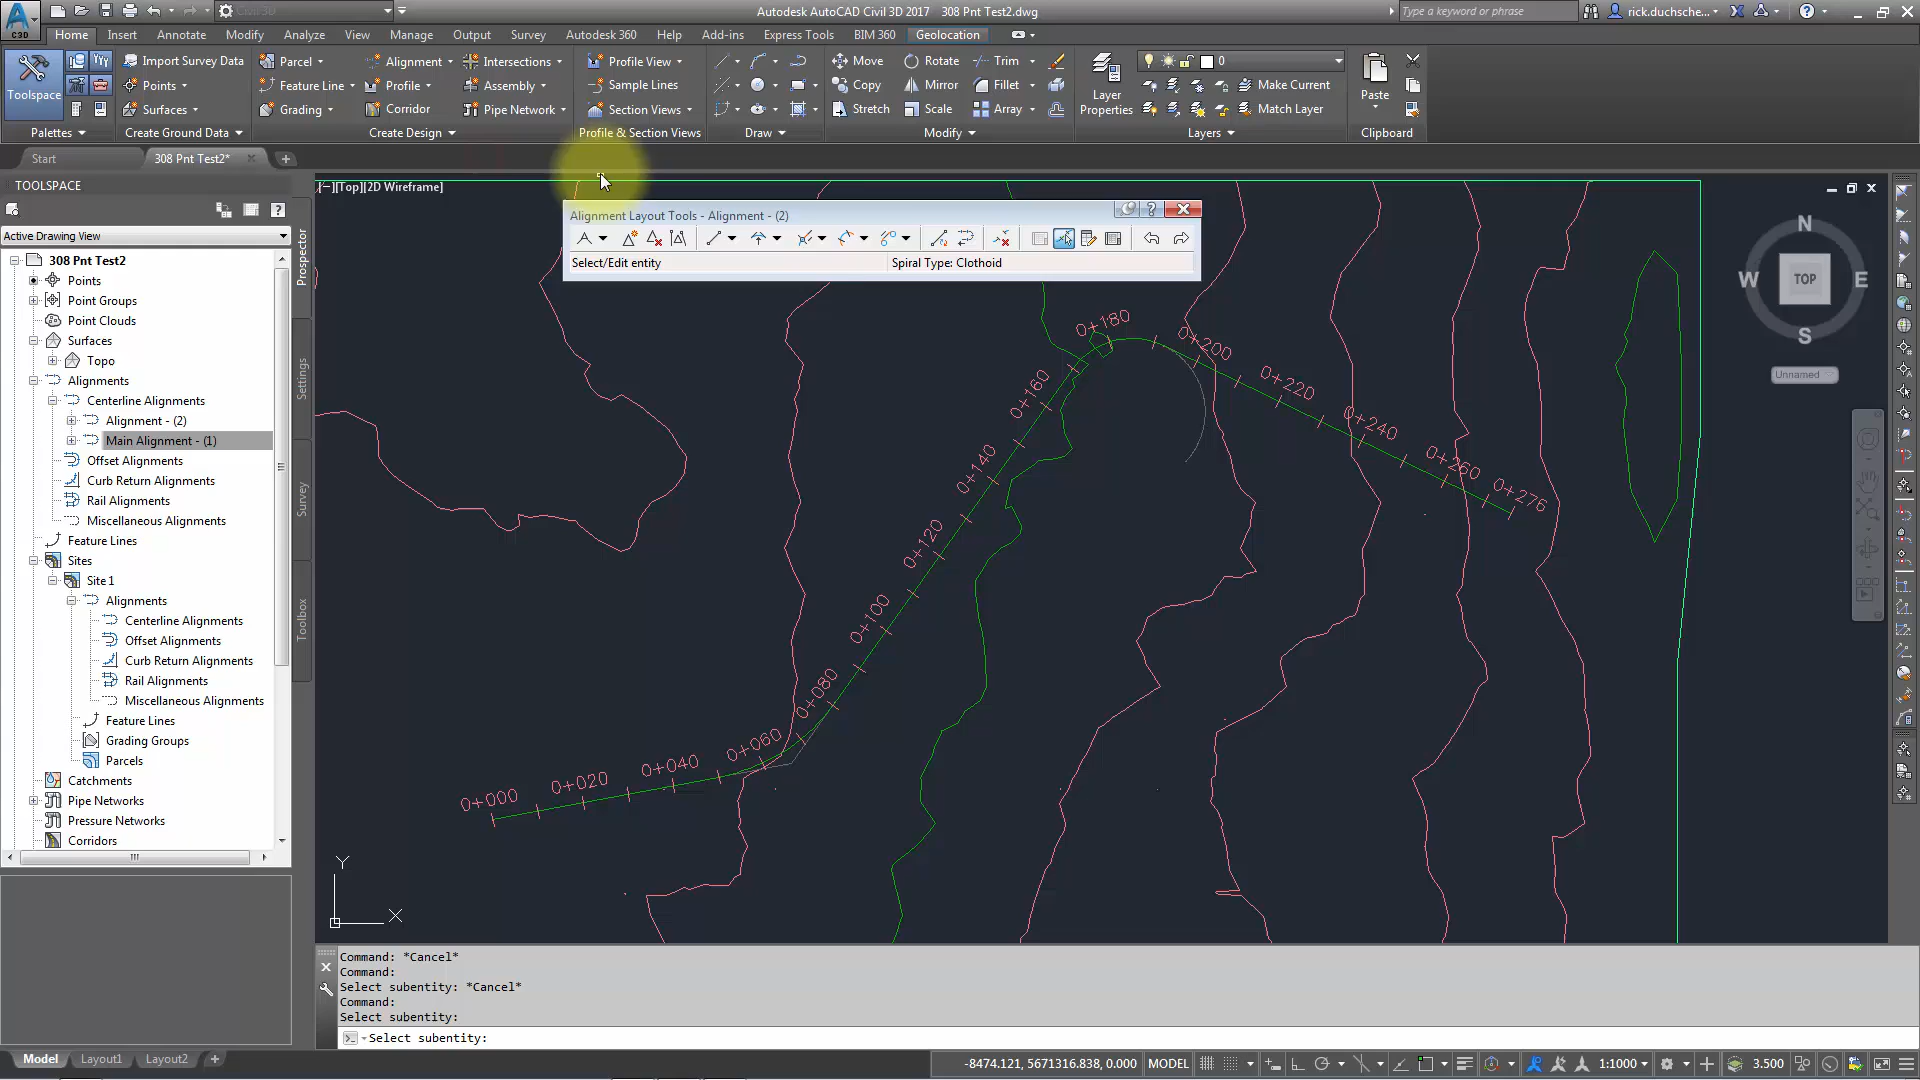 Civil 3D
Autodesk AutoCAD Civil 3D 2017 308 Pnt Test2.dwg
Type a keyword or phrase
rick.duchsche...
C3D
Home Insert Annotate Modify Analyze View Manage Output Survey Autodesk 360 Help Add-ins Express Tools BIM 360 Geolocation
Toolspace
Import Survey Data
Points
Surfaces
Parcel
Feature Line
Grading
Alignment
Profile
Corridor
Intersections
Assembly
Pipe Network
Profile View
Sample Lines
Section Views
Move
Copy
Stretch
Rotate
Mirror
Scale
Trim
Fillet
Array
Layer
Properties
0
Make Current
Match Layer
Paste
Palettes Create Ground Data Create Design Profile & Section Views Draw Modify Layers Clipboard
Start 308 Pnt Test2*
TOOLSPACE
Active Drawing View
308 Pnt Test2
Points
Point Groups
Point Clouds
Surfaces
Topo
Alignments
Centerline Alignments
Alignment - (2)
Main Alignment - (1)
Offset Alignments
Curb Return Alignments
Rail Alignments
Miscellaneous Alignments
Feature Lines
Sites
Site 1
Alignments
Centerline Alignments
Offset Alignments
Curb Return Alignments
Rail Alignments
Miscellaneous Alignments
Feature Lines
Grading Groups
Parcels
Catchments
Pipe Networks
Pressure Networks
Corridors
Prospector
Settings
Survey
Toolbox
[−][Top][2D Wireframe]
Alignment Layout Tools - Alignment - (2)
Select/Edit entity Spiral Type: Clothoid
N
W TOP E
S
Unnamed
0+000
0+020
0+040
0+060
0+080
0+100
0+120
0+140
0+160
0+180
0+200
0+220
0+240
0+260
0+276
Y
X
Command: *Cancel*
Command:
Select subentity: *Cancel*
Command:
Select subentity:
Select subentity:
Model Layout1 Layout2
-8474.121, 5671316.838, 0.000 MODEL 1:1000 3.500